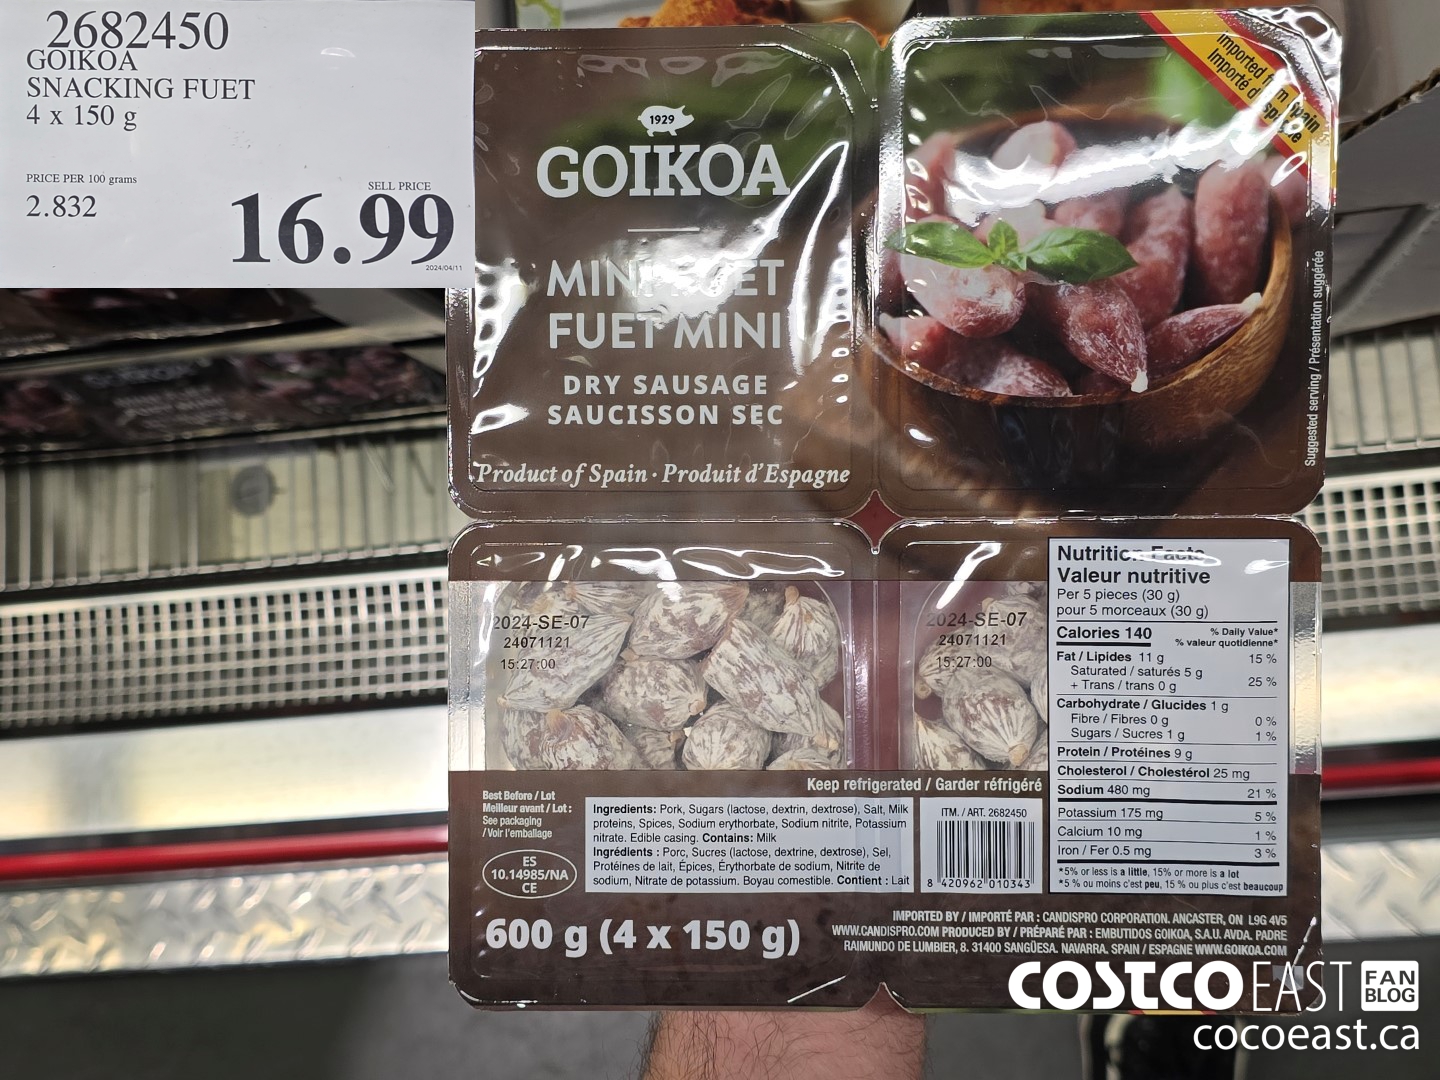 2682450
GOIKOA
SNACKING FUET
4 x 150 g
PRICE PER 100 grams
2.832
SELL PRICE
16.99
2024/04/11
1929
GOIKOA
MINI FUET
FUET MINI
DRY SAUSAGE
SAUCISSON SEC
Product of Spain · Produit d'Espagne
Imported from Spain
Importé d'Espagne
Suggested serving / Présentation suggérée
2024-SE-07
24071121
15:27:00
2024-SE-07
24071121
15:27:00
Nutrition Facts
Valeur nutritive
Per 5 pieces (30 g)
pour 5 morceaux (30 g)
Calories 140
% Daily Value*
% valeur quotidienne*
Fat / Lipides 11 g 15 %
Saturated / saturés 5 g
+ Trans / trans 0 g 25 %
Carbohydrate / Glucides 1 g
Fibre / Fibres 0 g 0 %
Sugars / Sucres 1 g 1 %
Protein / Protéines 9 g
Cholesterol / Cholestérol 25 mg
Sodium 480 mg 21 %
Potassium 175 mg 5 %
Calcium 10 mg 1 %
Iron / Fer 0.5 mg 3 %
*5% or less is a little, 15% or more is a lot
*5 % ou moins c'est peu, 15 % ou plus c'est beaucoup
Keep refrigerated / Garder réfrigéré
Best Before / Lot
Meilleur avant / Lot :
See packaging
/ Voir l'emballage
ES
10.14985/NA
CE
Ingredients: Pork, Sugars (lactose, dextrin, dextrose), Salt, Milk
proteins, Spices, Sodium erythorbate, Sodium nitrite, Potassium
nitrate. Edible casing. Contains: Milk
Ingrédients : Porc, Sucres (lactose, dextrine, dextrose), Sel,
Protéines de lait, Épices, Érythorbate de sodium, Nitrite de
sodium, Nitrate de potassium. Boyau comestible. Contient : Lait
ITM. / ART. 2682450
8 420962 010343
600 g (4 x 150 g)
IMPORTED BY / IMPORTÉ PAR : CANDISPRO CORPORATION. ANCASTER, ON L9G 4V5
WWW.CANDISPRO.COM PRODUCED BY / PRÉPARÉ PAR : EMBUTIDOS GOIKOA, S.A.U. AVDA. PADRE
RAIMUNDO DE LUMBIER, 8. 31400 SANGÜESA. NAVARRA. SPAIN / ESPAGNE WWW.GOIKOA.COM
COSTCO EAST FAN BLOG
cocoeast.ca